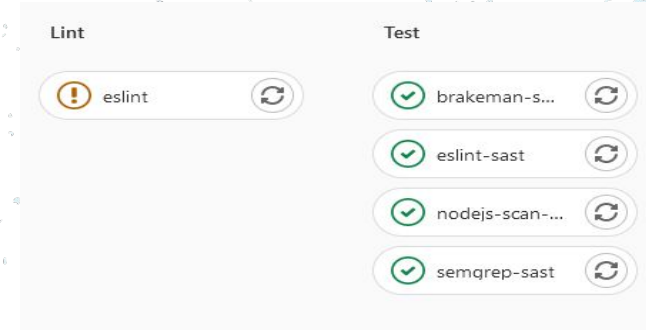 Lint
eslint
Test
brakeman-s...
eslint-sast
nodejs-scan-...
semgrep-sast